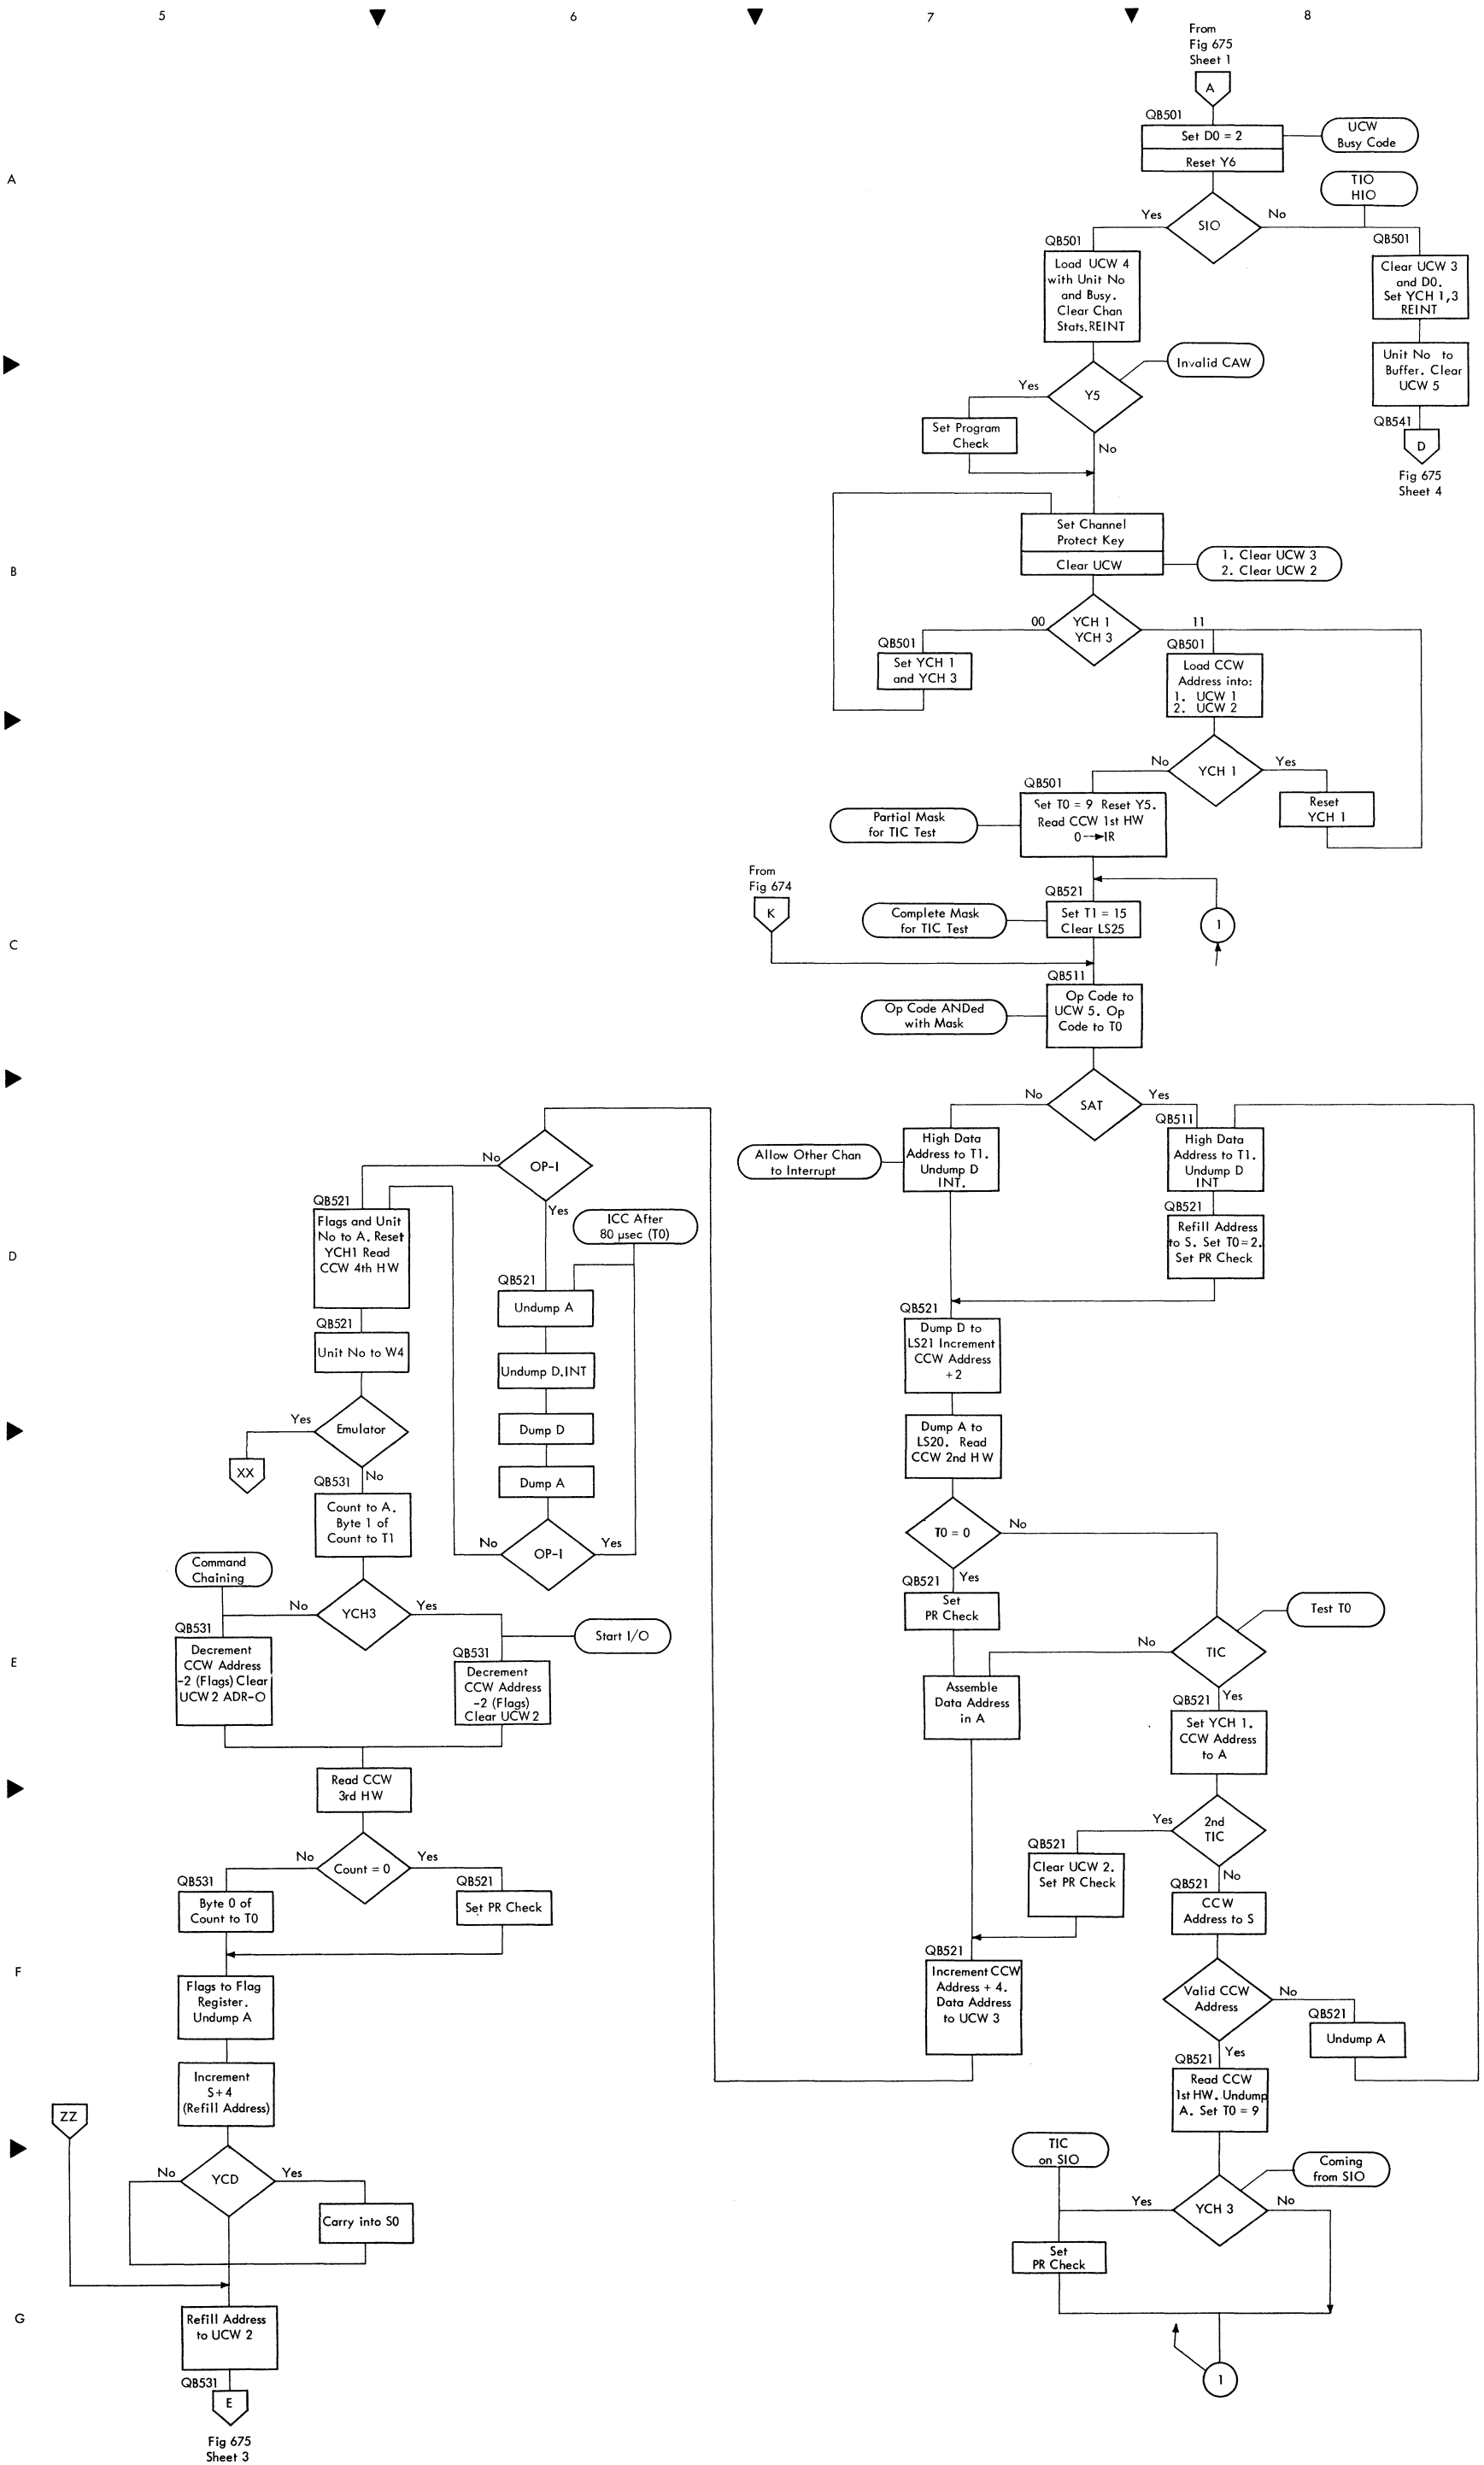 5
6
7
8
From
Fig 675
Sheet 1
A
QB501
Set D0 = 2
Reset Y6
UCW
Busy Code
A
TIO
HIO
Yes
SIO
No
QB501
Load UCW 4
with Unit No
and Busy.
Clear Chan
Stats.REINT
QB501
Clear UCW 3
and D0.
Set YCH 1,3
REINT
Unit No to
Buffer. Clear
UCW 5
QB541
D
Fig 675
Sheet 4
Invalid CAW
Yes
Y5
No
Set Program
Check
Set Channel
Protect Key
Clear UCW
B
1. Clear UCW 3
2. Clear UCW 2
00
YCH 1
YCH 3
11
QB501
Set YCH 1
and YCH 3
QB501
Load CCW
Address into:
1. UCW 1
2. UCW 2
No
YCH 1
Yes
Reset
YCH 1
QB501
Set T0 = 9 Reset Y5.
Read CCW 1st HW
0→IR
Partial Mask
for TIC Test
From
Fig 674
K
QB521
Set T1 = 15
Clear LS25
Complete Mask
for TIC Test
1
C
QB511
Op Code to
UCW 5. Op
Code to T0
Op Code ANDed
with Mask
No
SAT
Yes
High Data
Address to T1.
Undump D
INT.
Allow Other Chan
to Interrupt
QB511
High Data
Address to T1.
Undump D
INT
QB521
Refill Address
to S. Set T0=2.
Set PR Check
No
OP-I
Yes
QB521
Flags and Unit
No to A. Reset
YCH1 Read
CCW 4th HW
ICC After
80 μsec (T0)
D
QB521
Undump A
Undump D.INT
Dump D
Dump A
No
OP-I
Yes
QB521
Unit No to W4
Yes
Emulator
No
XX
QB531
Count to A.
Byte 1 of
Count to T1
QB521
Dump D to
LS21 Increment
CCW Address
+2
Dump A to
LS20. Read
CCW 2nd HW
T0 = 0
No
Yes
QB521
Set
PR Check
Command
Chaining
No
YCH3
Yes
Start I/O
QB531
Decrement
CCW Address
-2 (Flags) Clear
UCW 2 ADR-O
QB531
Decrement
CCW Address
-2 (Flags)
Clear UCW 2
E
Test T0
No
TIC
Yes
Assemble
Data Address
in A
QB521
Set YCH 1.
CCW Address
to A
Read CCW
3rd HW
No
Count = 0
Yes
QB531
Byte 0 of
Count to T0
QB521
Set PR Check
Yes
2nd
TIC
No
QB521
Clear UCW 2.
Set PR Check
QB521
CCW
Address to S
F
Flags to Flag
Register.
Undump A
QB521
Increment CCW
Address + 4.
Data Address
to UCW 3
Valid CCW
Address
No
Yes
QB521
Undump A
QB521
Read CCW
1st HW. Undump
A. Set T0 = 9
Increment
S+4
(Refill Address)
ZZ
No
YCD
Yes
Carry into S0
TIC
on SIO
Coming
from SIO
Yes
YCH 3
No
Set
PR Check
G
Refill Address
to UCW 2
QB531
E
Fig 675
Sheet 3
1